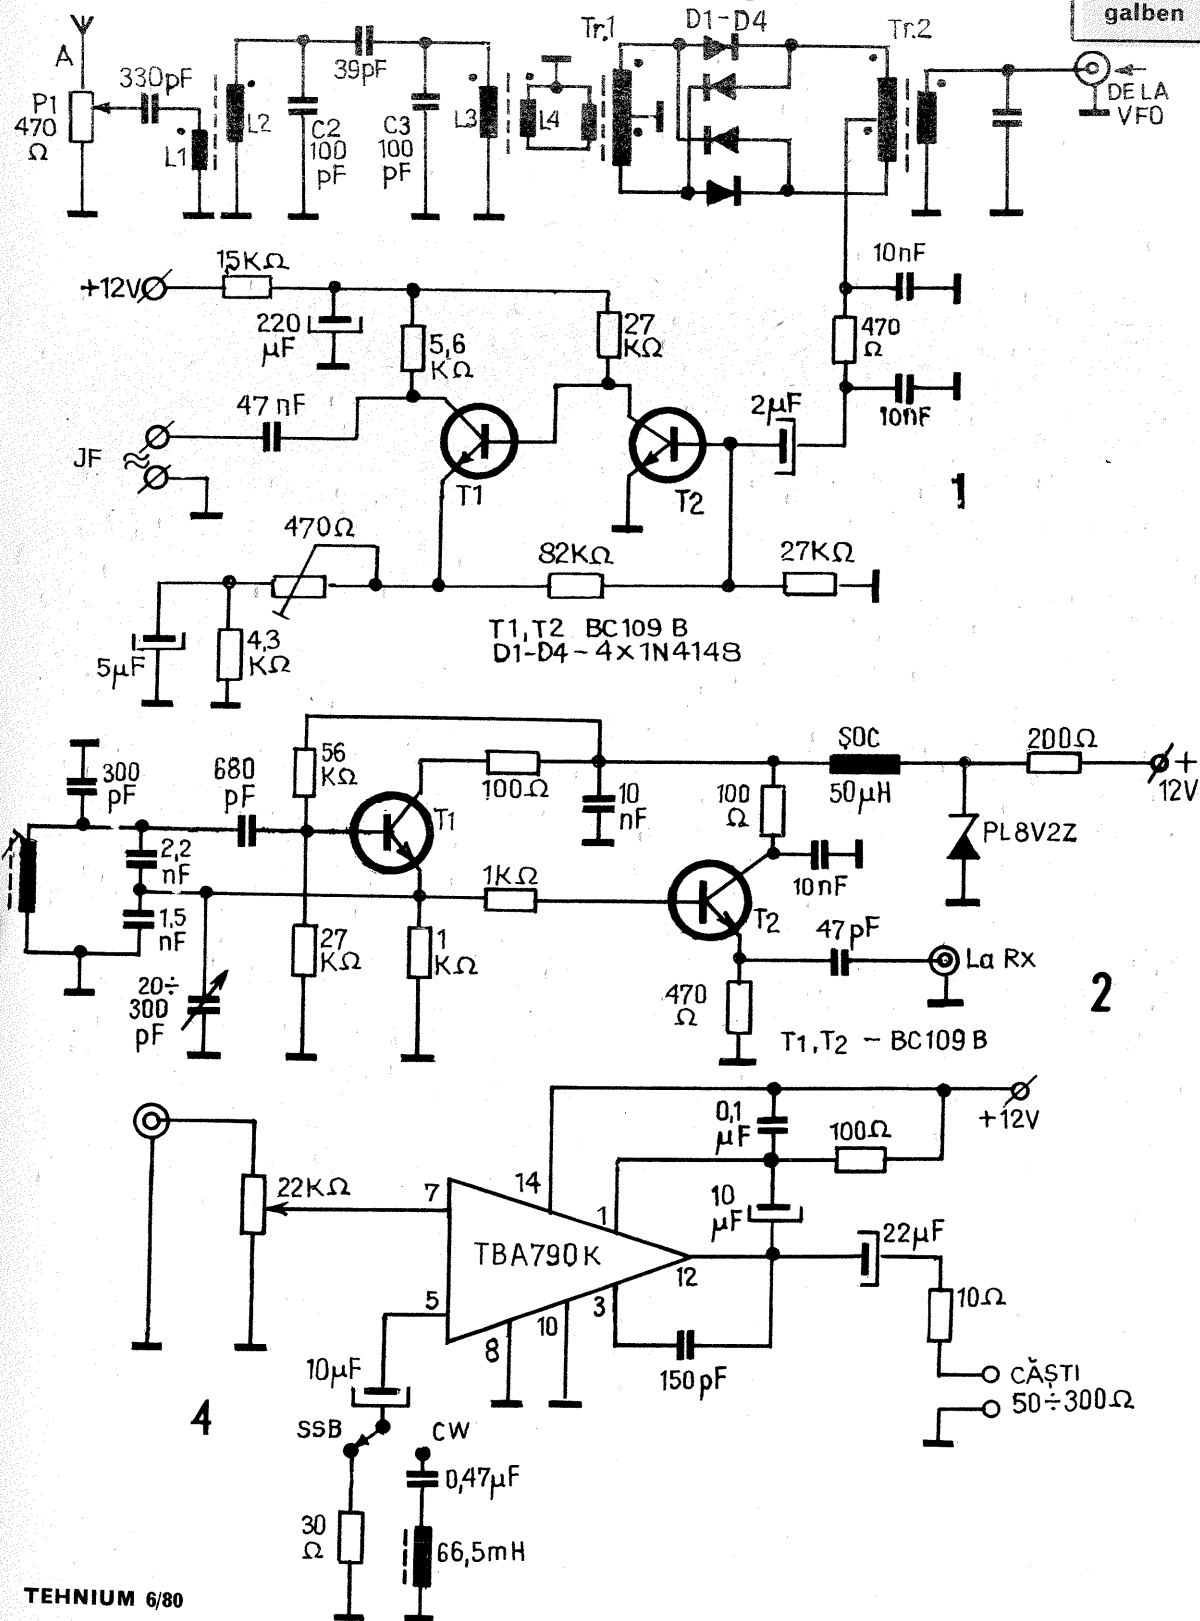 galben
A
P1
470
Ω
330pF
L1
L2
C2
100
pF
39pF
C3
100
pF
L3
L4
Tr.1
D1-D4
Tr.2
DE LA
VFO
+12V
15KΩ
220
µF
5,6
KΩ
27
KΩ
10nF
470
Ω
10nF
2µF
47nF
JF
≈
T1
T2
1
470Ω
82KΩ
27KΩ
5µF
4,3
KΩ
T1,T2 BC109B
D1-D4-4x1N4148
300
pF
680
pF
56
KΩ
T1
100Ω
10
nF
100
Ω
ȘOC
50µH
200Ω
+
12V
PL8V2Z
2,2
nF
1,5
nF
20÷
300
pF
27
KΩ
1
KΩ
1KΩ
T2
10nF
47pF
La Rx
470
Ω
2
T1,T2 - BC109B
22KΩ
7
14
1
TBA790K
12
5
8
10
3
0,1
µF
100Ω
+12V
10
µF
22µF
10Ω
150pF
CĂȘTI
50÷300Ω
10µF
SSB
CW
0,47µF
30
Ω
66,5mH
4
TEHNIUM 6/80